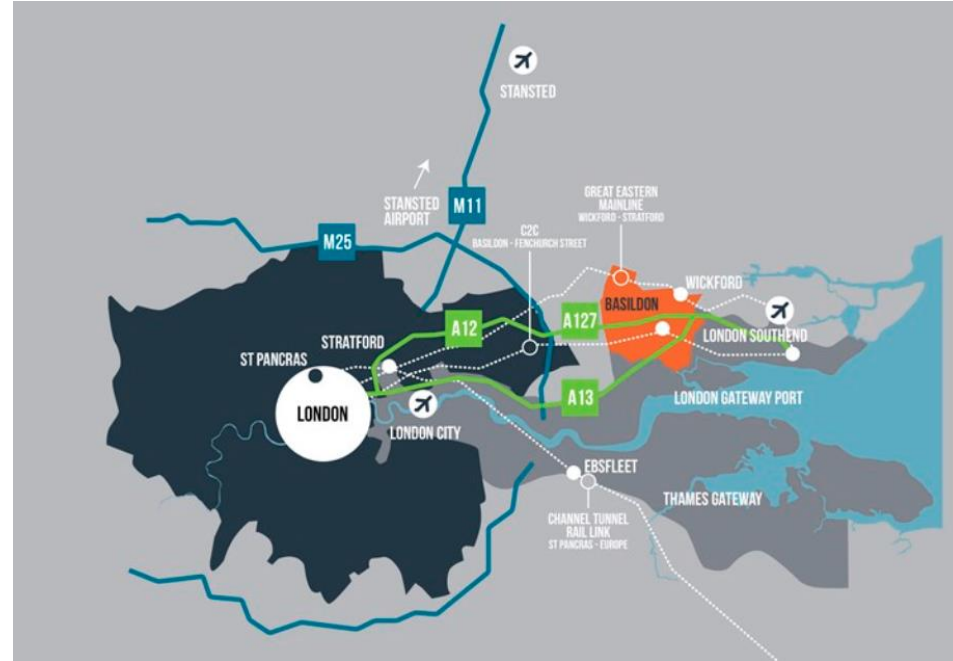 STANSTED
STANSTED
AIRPORT
M11
GREAT EASTERN
MAINLINE
WICKFORD - STRATFORD
C2C
BASILDON - FENCHURCH STREET
M25
WICKFORD
BASILDON
A12
A127
LONDON SOUTHEND
STRATFORD
ST PANCRAS
LONDON
A13
LONDON GATEWAY PORT
LONDON CITY
EBSFLEET
THAMES GATEWAY
CHANNEL TUNNEL
RAIL LINK
ST PANCRAS - EUROPE